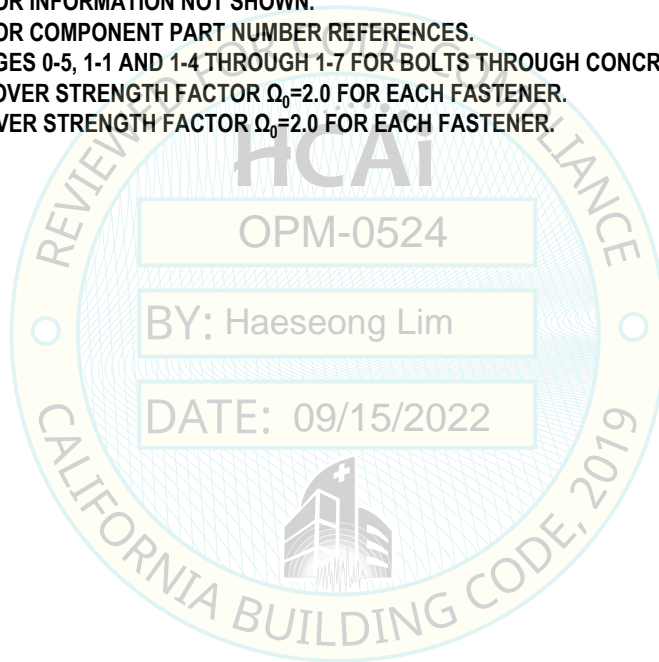 OR INFORMATION NOT SHOWN.
OR COMPONENT PART NUMBER REFERENCES.
GES 0-5, 1-1 AND 1-4 THROUGH 1-7 FOR BOLTS THROUGH CONCR
OVER STRENGTH FACTOR Ω₀=2.0 FOR EACH FASTENER.
VER STRENGTH FACTOR Ω₀=2.0 FOR EACH FASTENER.
REVIEWED FOR CODE COMPLIANCE
HCAi
OPM-0524
BY: Haeseong Lim
DATE: 09/15/2022
CALIFORNIA BUILDING CODE, 2019